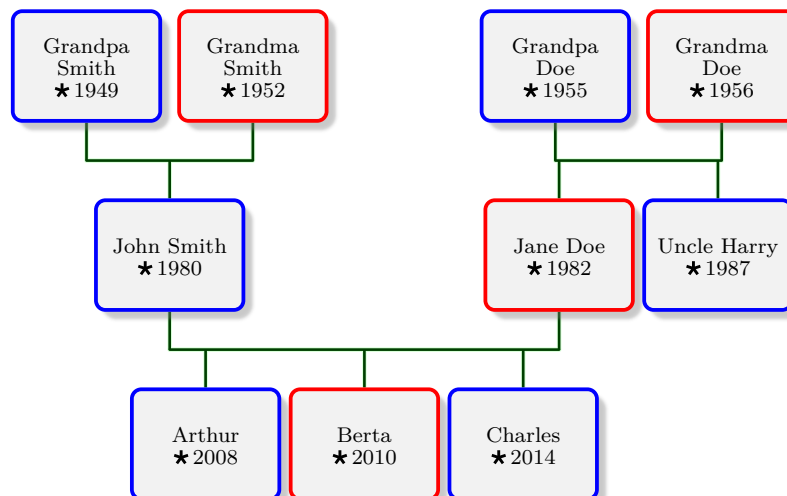 Grandpa
Smith
★ 1949
Grandma
Smith
★ 1952
Grandpa
Doe
★ 1955
Grandma
Doe
★ 1956
John Smith
★ 1980
Jane Doe
★ 1982
Uncle Harry
★ 1987
Arthur
★ 2008
Berta
★ 2010
Charles
★ 2014